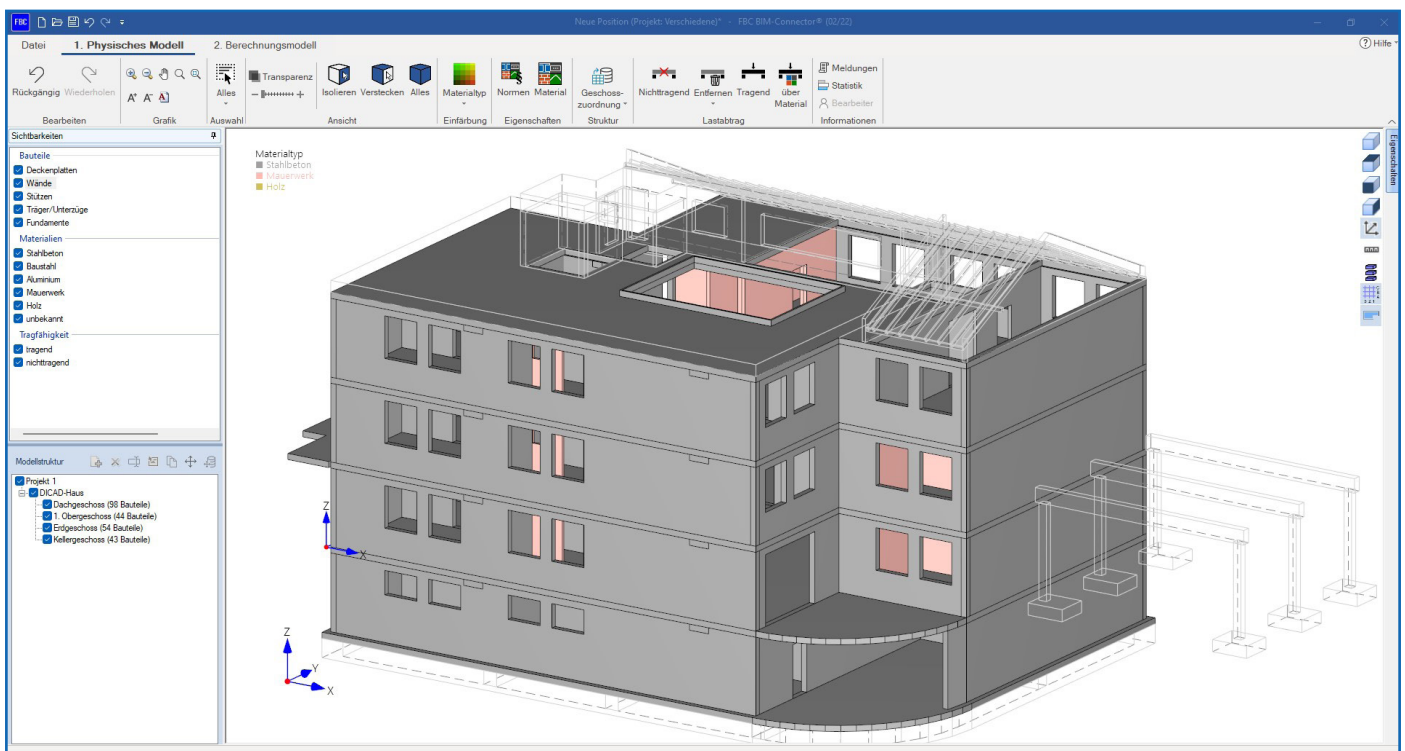 FBC
Neue Position (Projekt: Verschiedene)* - FBC BIM-Connector® (02/22)
Datei 1. Physisches Modell 2. Berechnungsmodell
Hilfe
Rückgängig Wiederholen
Alles
Transparenz
Isolieren Verstecken Alles
Materialtyp
Normen Material
Geschoss-
zuordnung
Nichttragend Entfernen Tragend über
Material
Meldungen
Statistik
Bearbeiter
Bearbeiten Grafik Auswahl Ansicht Einfärbung Eigenschaften Struktur Lastabtrag Informationen
Sichtbarkeiten
Bauteile
Deckenplatten
Wände
Stützen
Träger/Unterzüge
Fundamente
Materialien
Stahlbeton
Baustahl
Aluminium
Mauerwerk
Holz
unbekannt
Tragfähigkeit
tragend
nichttragend
Modellstruktur
Projekt 1
DICAD-Haus
Dachgeschoss (98 Bauteile)
1. Obergeschoss (44 Bauteile)
Erdgeschoss (54 Bauteile)
Kellergeschoss (43 Bauteile)
Materialtyp
Stahlbeton
Mauerwerk
Holz
Z
X
Z
Y
X
Eigenschaften